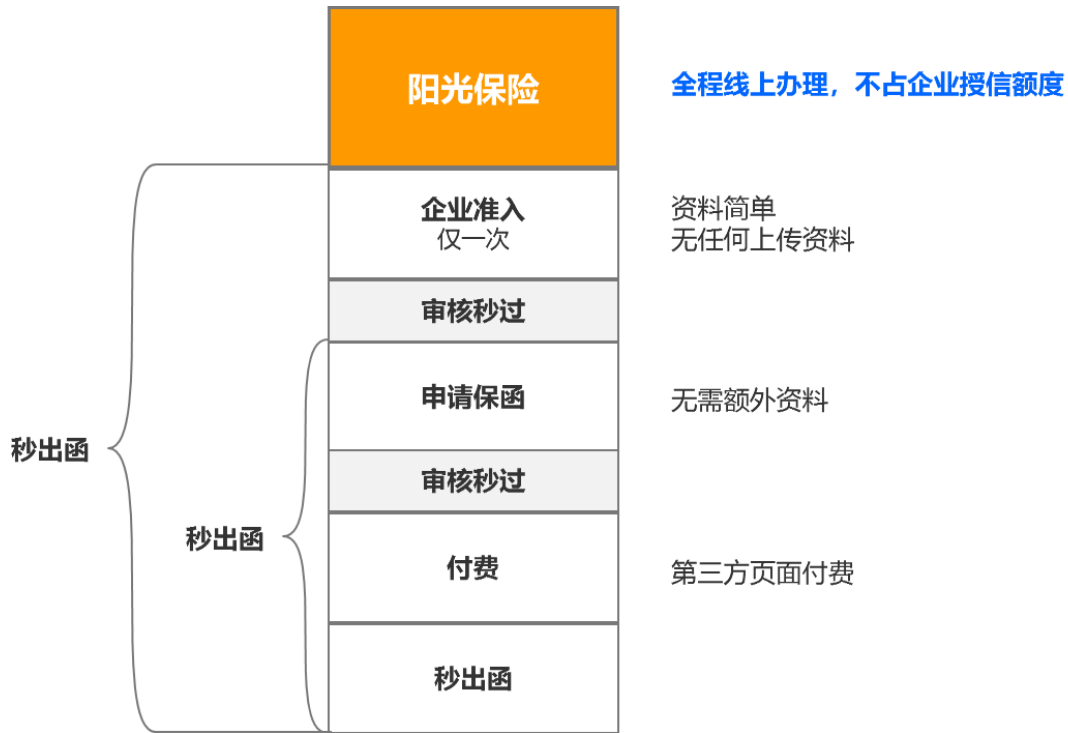 阳光保险
全程线上办理，不占企业授信额度
企业准入
仅一次
资料简单
无任何上传资料
审核秒过
申请保函
无需额外资料
秒出函
审核秒过
秒出函
付费
第三方页面付费
秒出函